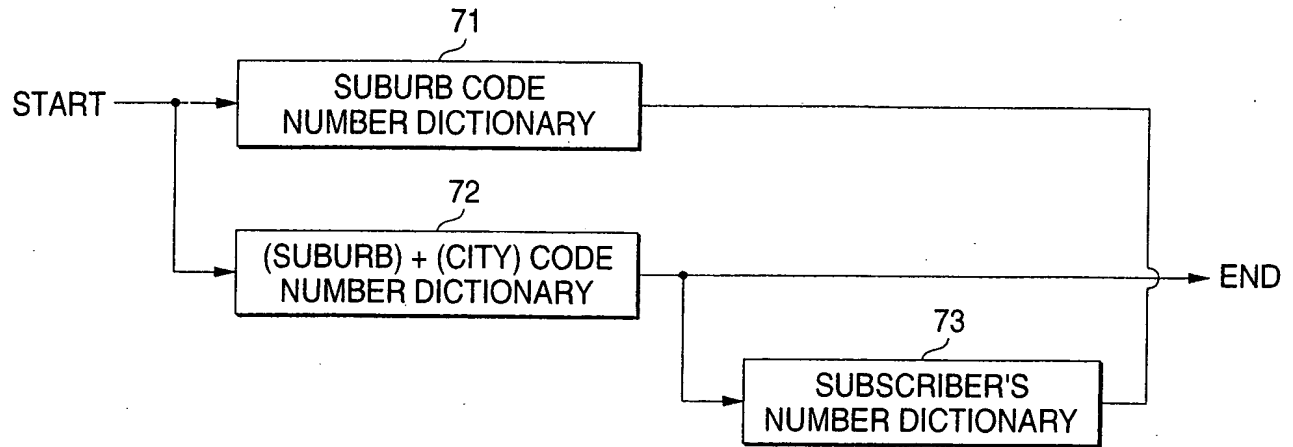 71
START
SUBURB CODE
NUMBER DICTIONARY
72
(SUBURB) + (CITY) CODE
NUMBER DICTIONARY
END
73
SUBSCRIBER'S
NUMBER DICTIONARY